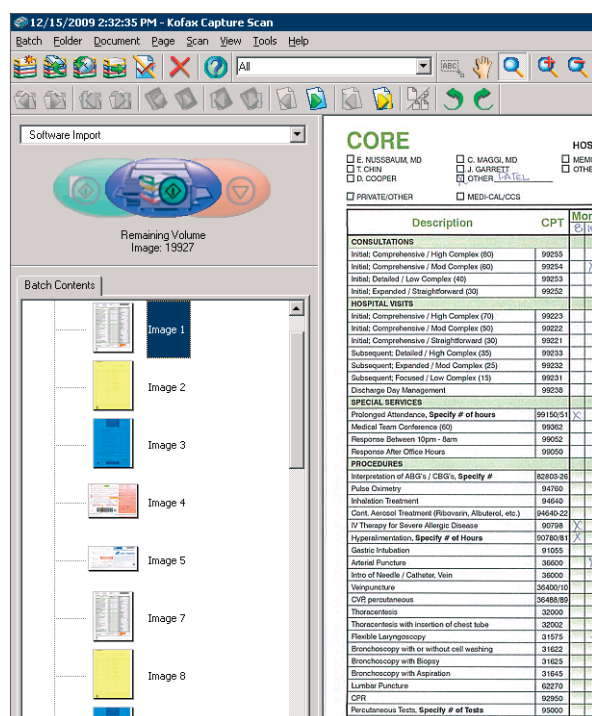 12/15/2009 2:32:35 PM - Kofax Capture Scan
Batch Folder Document Page Scan View Tools Help
All
ABC
Software Import
Remaining Volume
Image: 19927
Batch Contents
Image 1
Image 2
Image 3
Image 4
Image 5
Image 7
Image 8
CORE
HOS
E. NUSSBAUM, MD C. MAGGI, MD MEMO
T. CHIN J. GARRETT OTHE
D. COOPER OTHER PATEL
PRIVATE/OTHER MEDI-CAL/CCS
Description CPT Mon
CONSULTATIONS
Initial; Comprehensive / High Complex (80) 99255
Initial; Comprehensive / Mod Complex (60) 99254
Initial; Detailed / Low Complex (40) 99253
Initial; Expanded / Straightforward (30) 99252
HOSPITAL VISITS
Initial; Comprehensive / High Complex (70) 99223
Initial; Comprehensive / Mod Complex (50) 99222
Initial; Comprehensive / Straightforward (30) 99221
Subsequent; Detailed / High Complex (35) 99233
Subsequent; Expanded / Mod Complex (25) 99232
Subsequent; Focused / Low Complex (15) 99231
Discharge Day Management 99238
SPECIAL SERVICES
Prolonged Attendance, Specify # of hours 99150/51 X
Medical Team Conference (60) 99362
Response Between 10pm - 8am 99052
Response After Office Hours 99050
PROCEDURES
Interpretation of ABG's / CBG's, Specify # 82803-26
Pulse Oximetry 94760
Inhalation Treatment 94640
Cont. Aerosol Treatment (Ribovarin, Albuterol, etc.) 94640-22
IV Therapy for Severe Allergic Disease 90798 X
Hyperalimentation, Specify # of Hours 90780/81 X
Gastric Intubation 91055
Arterial Puncture 36600
Intro of Needle / Catheter, Vein 36000
Veinpuncture 36400/10
CVP, percutaneous 36488/89
Thoracentesis 32000
Thoracentesis with insertion of chest tube 32002
Flexible Laryngoscopy 31575
Bronchoscopy with or without cell washing 31622
Bronchoscopy with Biopsy 31625
Bronchoscopy with Aspiration 31645
Lumbar Puncture 62270
CPR 92950
Percutaneous Tests, Specify # of Tests 95000